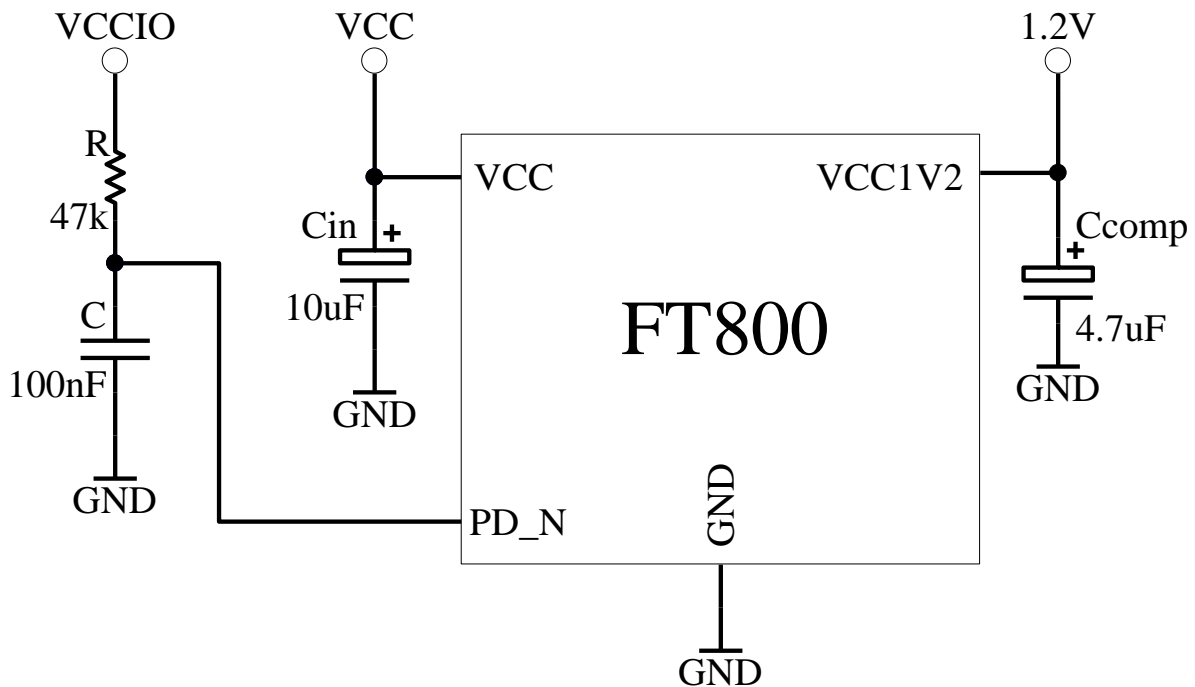 VCCIO
VCC
1.2V
R
47k
VCC
VCC1V2
Cin
10uF
Ccomp
4.7uF
C
100nF
FT800
GND
GND
GND
PD_N
GND
GND